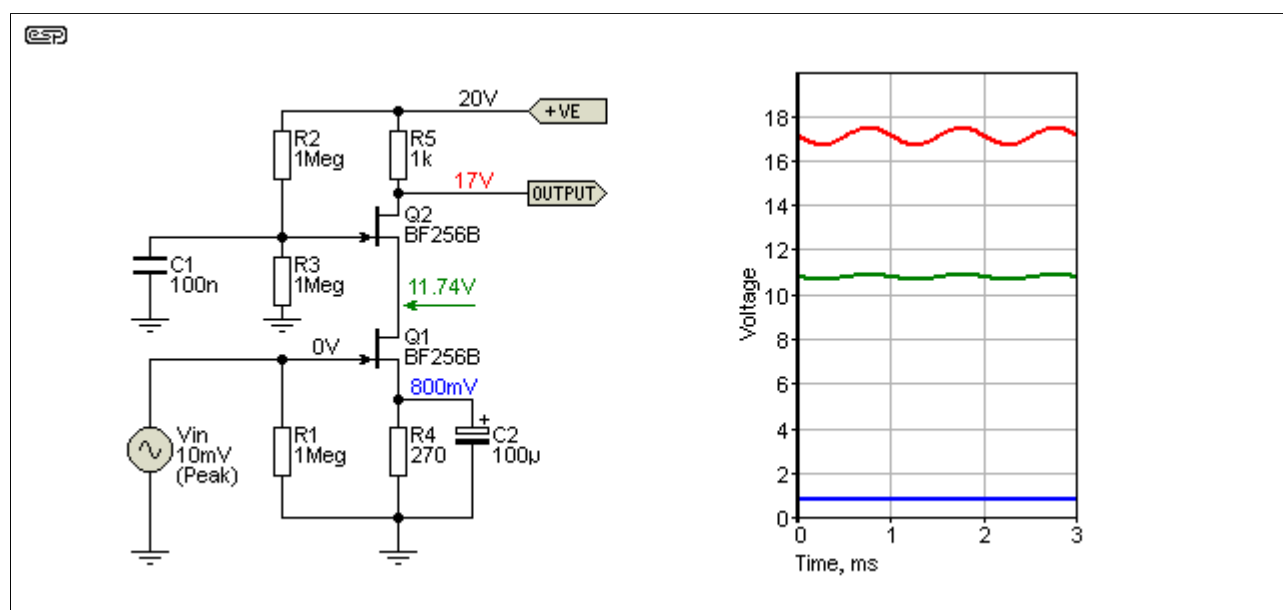 esp
20V
+VE
R2
1Meg
R5
1k
17V
OUTPUT
Q2
BF256B
C1
100n
R3
1Meg
11.74V
0V
Q1
BF256B
800mV
Vin
10mV
(Peak)
R1
1Meg
R4
270
+
C2
100µ
Voltage
18
16
14
12
10
8
6
4
2
0
0
1
2
3
Time, ms